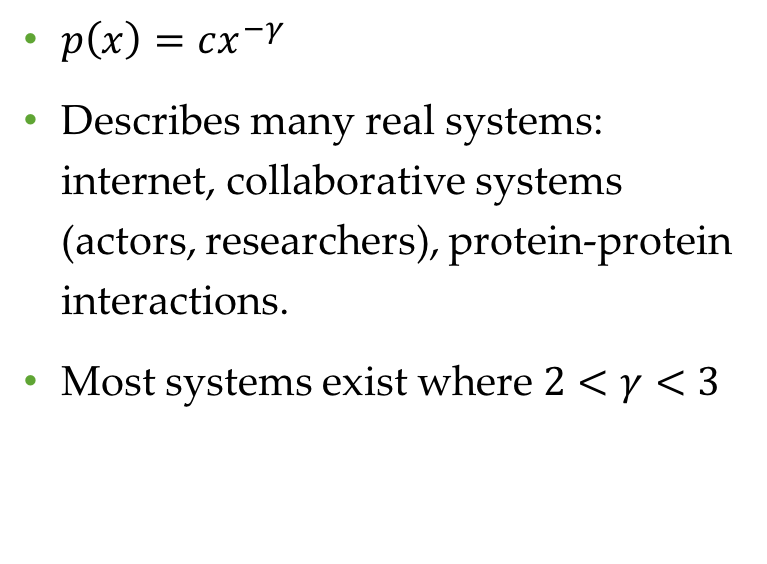 • p(x) = cx^{−γ}
• Describes many real systems:
internet, collaborative systems
(actors, researchers), protein-protein
interactions.
• Most systems exist where 2 < γ < 3